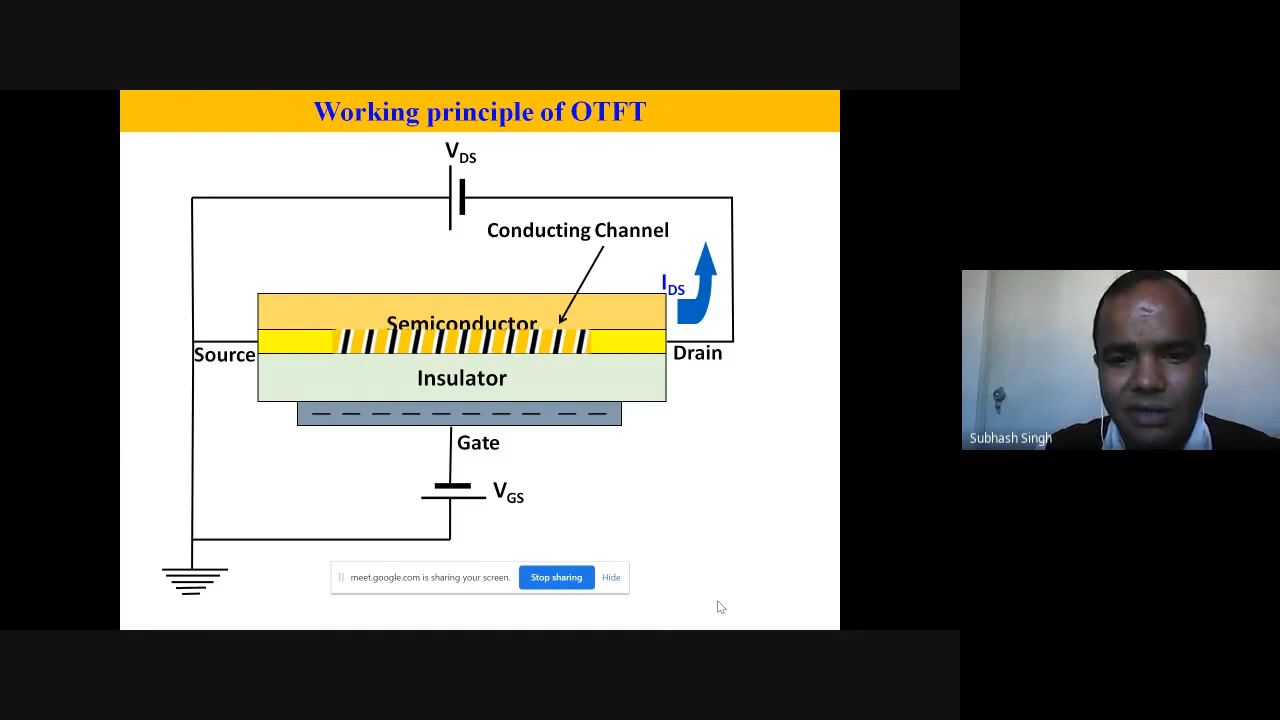 Working principle of OTFT
VDS
Conducting Channel
IDS
Semiconductor
Source
Drain
Insulator
Gate
VGS
meet.google.com is sharing your screen.
Stop sharing
Hide
Subhash Singh